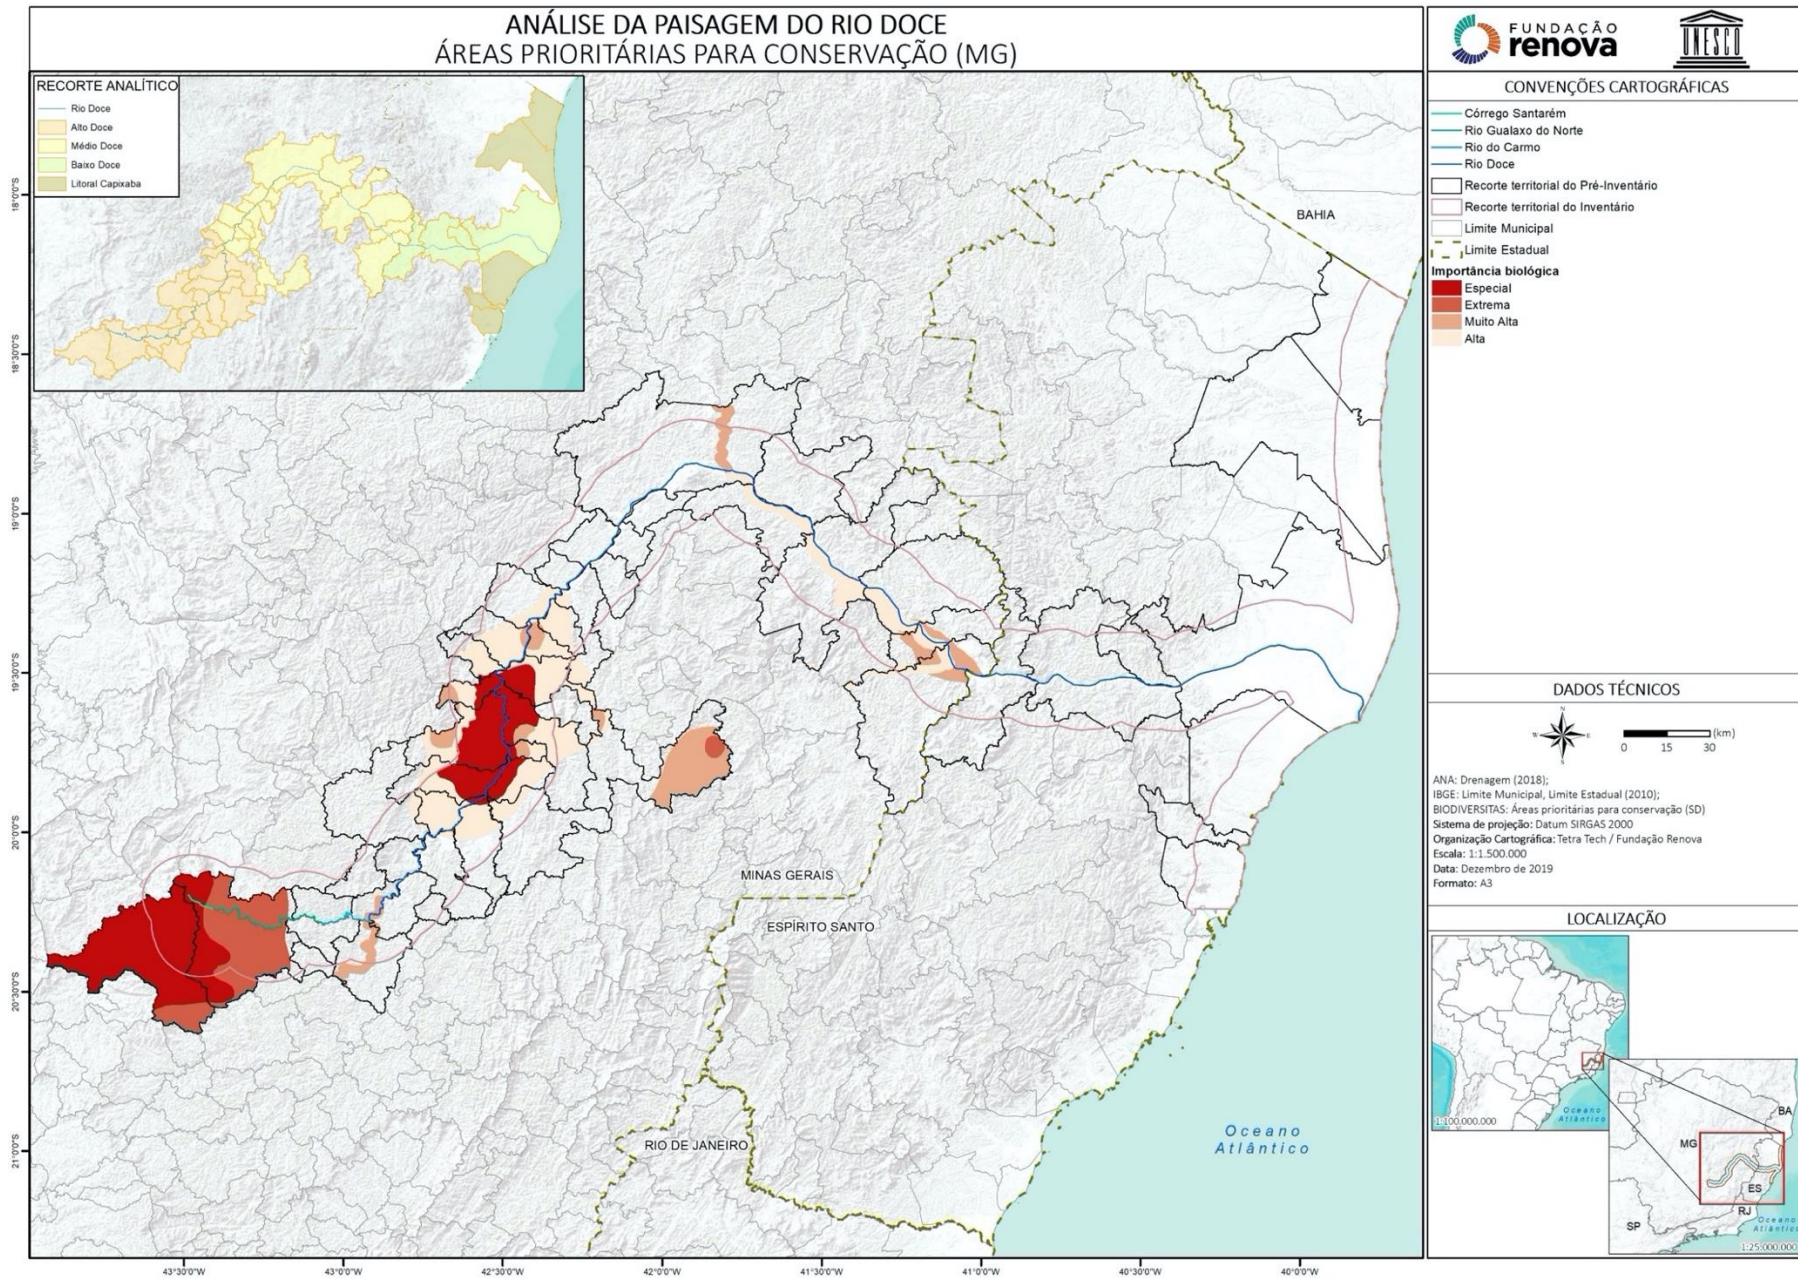 ANÁLISE DA PAISAGEM DO RIO DOCE
ÁREAS PRIORITÁRIAS PARA CONSERVAÇÃO (MG)
FUNDAÇÃO
renova
UNESCO
RECORTE ANALÍTICO
Rio Doce
Alto Doce
Médio Doce
Baixo Doce
Litoral Capixaba
CONVENÇÕES CARTOGRÁFICAS
Córrego Santarém
Rio Gualaxo do Norte
Rio do Carmo
Rio Doce
Recorte territorial do Pré-Inventário
Recorte territorial do Inventário
Limite Municipal
Limite Estadual
Importância biológica
Especial
Extrema
Muito Alta
Alta
BAHIA
MINAS GERAIS
ESPÍRITO SANTO
RIO DE JANEIRO
Oceano
Atlântico
18°0'0"S
18°30'0"S
19°0'0"S
19°30'0"S
20°0'0"S
20°30'0"S
21°0'0"S
43°30'0"W
43°0'0"W
42°30'0"W
42°0'0"W
41°30'0"W
41°0'0"W
40°30'0"W
40°0'0"W
DADOS TÉCNICOS
N
W
E
S
0 15 30 (km)
ANA: Drenagem (2018);
IBGE: Limite Municipal, Limite Estadual (2010);
BIODIVERSITAS: Áreas prioritárias para conservação (SD)
Sistema de projeção: Datum SIRGAS 2000
Organização Cartográfica: Tetra Tech / Fundação Renova
Escala: 1:1.500.000
Data: Dezembro de 2019
Formato: A3
LOCALIZAÇÃO
Oceano
Atlântico
1:100.000.000
BA
MG
ES
RJ
SP
Oceano
Atlântico
1:25.000.000